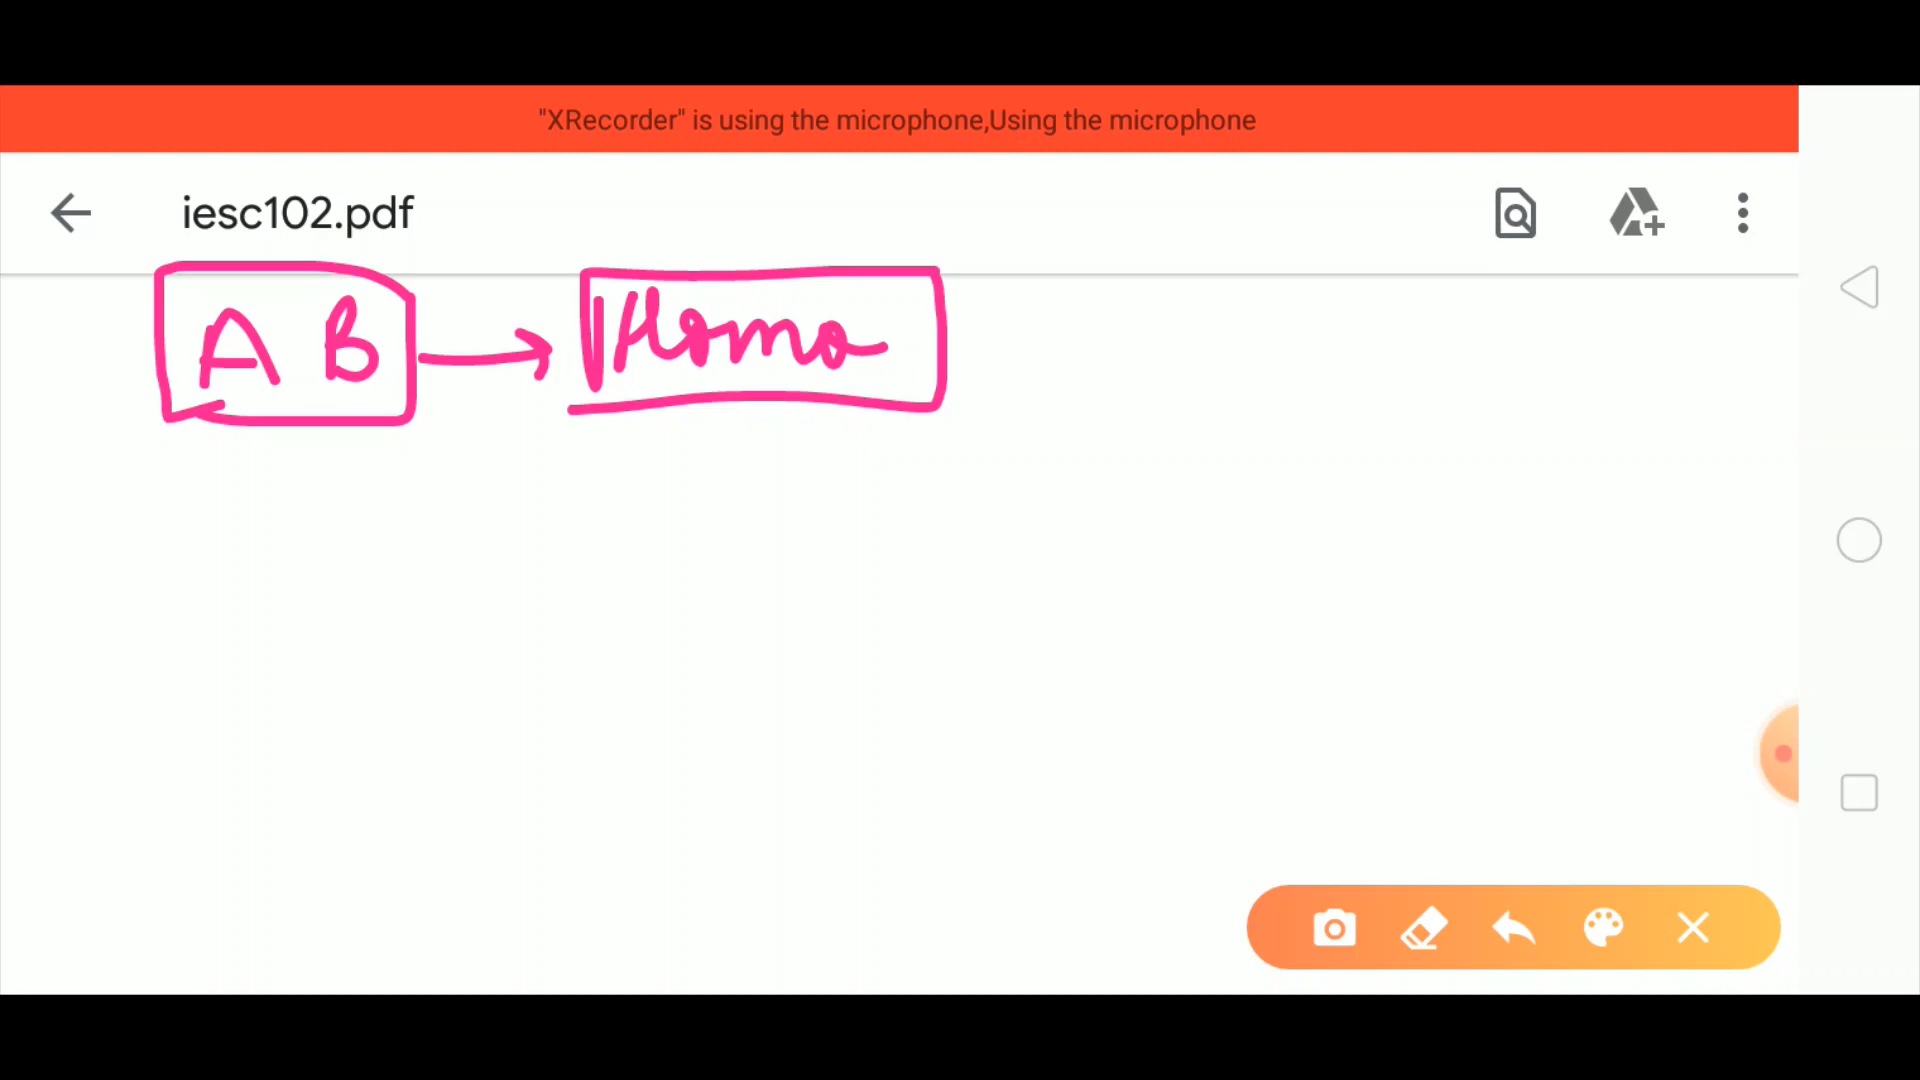 "XRecorder" is using the microphone,Using the microphone
iesc102.pdf
A B → Homo